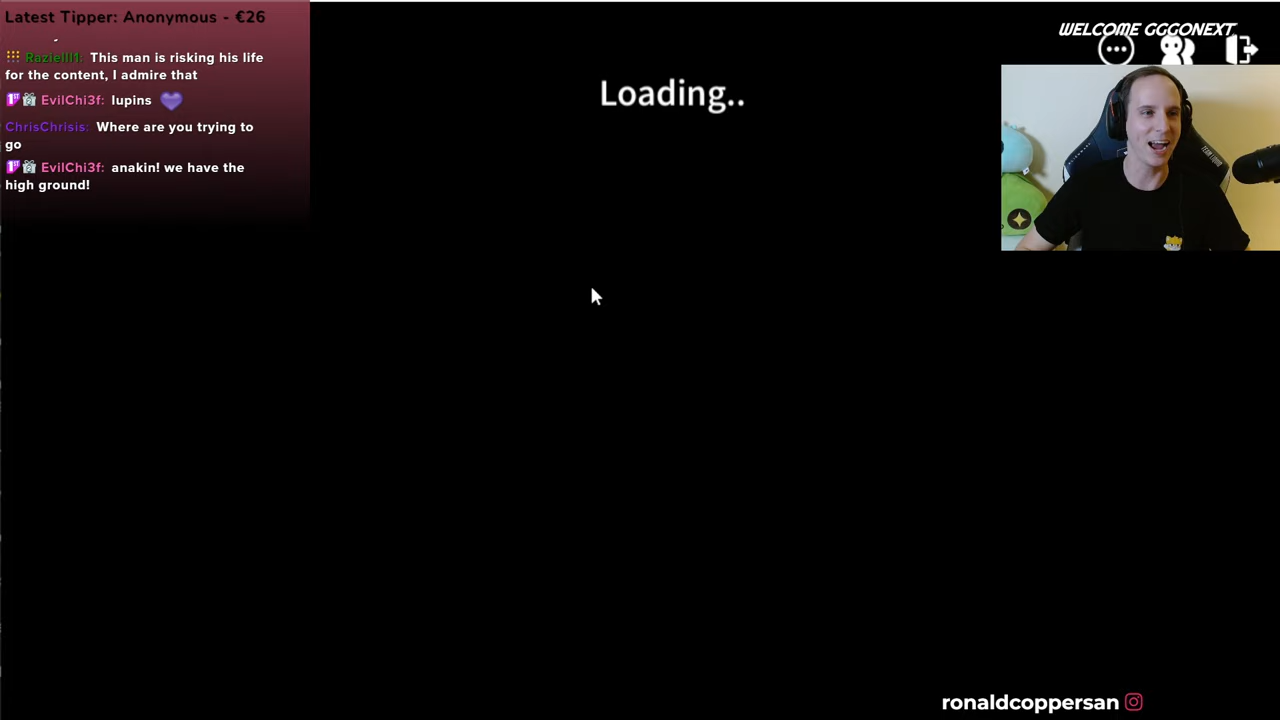 Latest Tipper: Anonymous - €26
WELCOME GGGONEXT
Razielll1: This man is risking his life
for the content, I admire that
EvilChi3f: lupins
ChrisChrisis: Where are you trying to
go
EvilChi3f: anakin! we have the
high ground!
Loading..
ronaldcoppersan